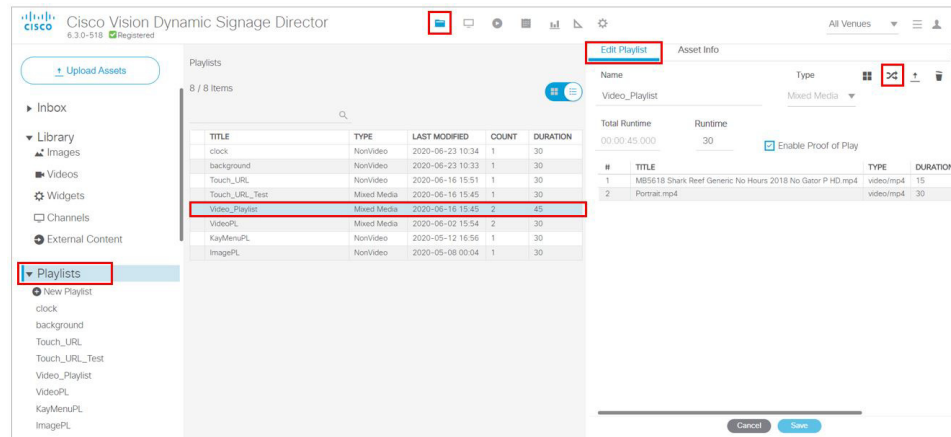 CISCO
Cisco Vision Dynamic Signage Director
6.3.0-518 Registered
All Venues
Upload Assets
Inbox
Library
Images
Videos
Widgets
Channels
External Content
Playlists
New Playlist
clock
background
Touch_URL
Touch_URL_Test
Video_Playlist
VideoPL
KayMenuPL
ImagePL
Playlists
8 / 8 Items
TITLE TYPE LAST MODIFIED COUNT DURATION
clock NonVideo 2020-06-23 10:34 1 30
background NonVideo 2020-06-23 10:33 1 30
Touch_URL NonVideo 2020-06-16 15:51 1 30
Touch_URL_Test Mixed Media 2020-06-16 15:45 1 30
Video_Playlist Mixed Media 2020-06-16 15:45 2 45
VideoPL Mixed Media 2020-06-02 15:54 2 30
KayMenuPL NonVideo 2020-05-12 16:56 1 30
ImagePL NonVideo 2020-05-08 00:04 1 30
Edit Playlist Asset Info
Name Type
Video_Playlist Mixed Media
Total Runtime Runtime
00:00:45.000 30 Enable Proof of Play
# TITLE TYPE DURATION
1 MB5618 Shark Reef Generic No Hours 2018 No Gator P HD.mp4 video/mp4 15
2 Portrait.mp4 video/mp4 30
Cancel Save